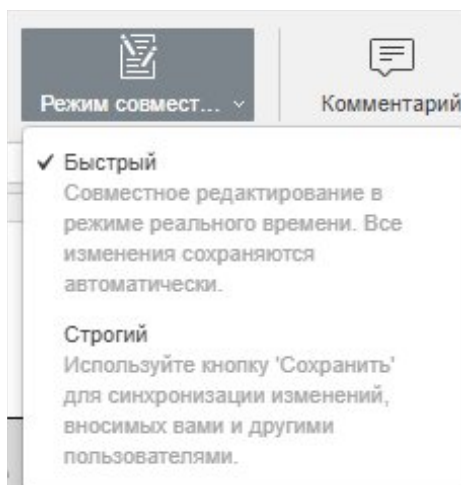 Режим совмест...
Комментарий
Быстрый
Совместное редактирование в
режиме реального времени. Все
изменения сохраняются
автоматически.
Строгий
Используйте кнопку 'Сохранить'
для синхронизации изменений,
вносимых вами и другими
пользователями.